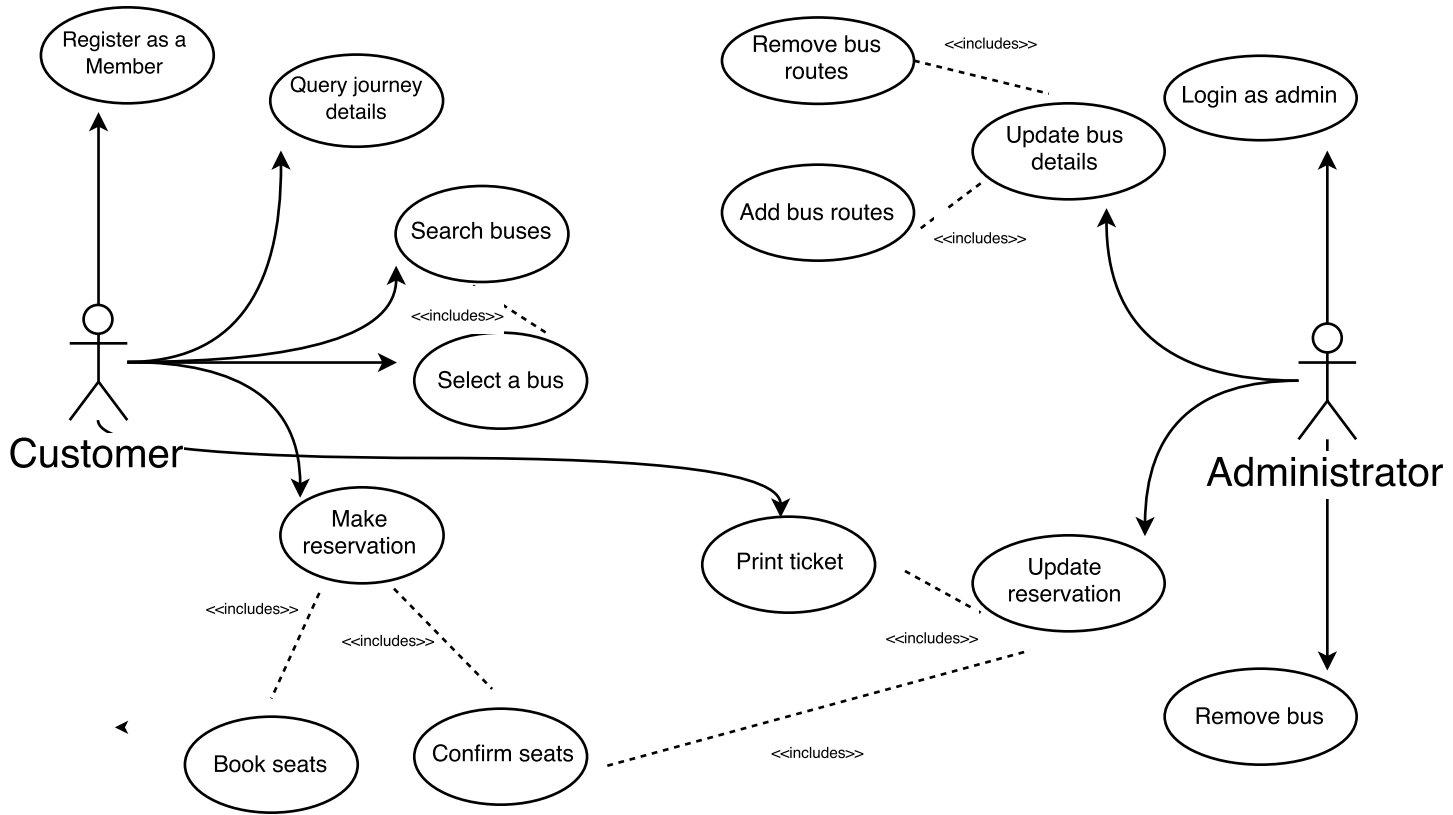 Register as a
Member
Query journey
details
Search buses
<<includes>>
Select a bus
Customer
Make
reservation
<<includes>>
<<includes>>
Book seats
Confirm seats
Print ticket
<<includes>>
<<includes>>
Remove bus
routes
<<includes>>
Login as admin
Update bus
details
Add bus routes
<<includes>>
Administrator
Update
reservation
Remove bus